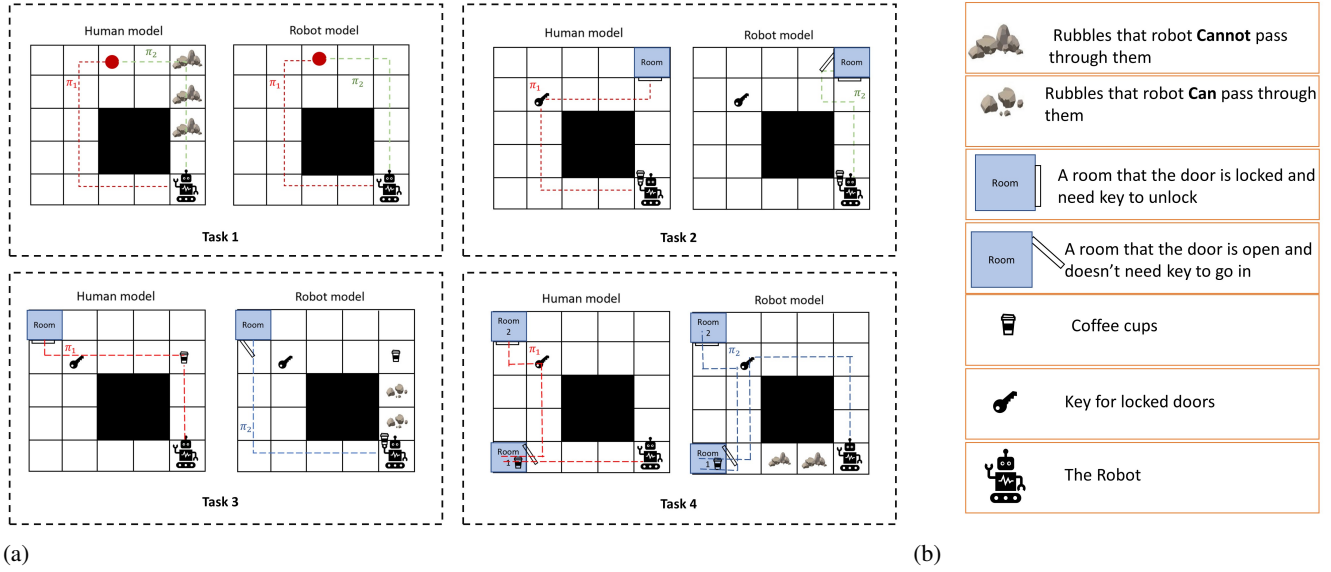 Human model
Robot model
π₂
π₁
π₁
π₂
Task 1
Human model
Robot model
Room
Room
π₁
π₂
Task 2
Human model
Robot model
Room
Room
π₁
π₂
Task 3
Human model
Robot model
Room
2
Room
2
π₁
π₂
Room
1
Room
1
Task 4
(a)
Rubbles that robot Cannot pass
through them
Rubbles that robot Can pass through
them
Room
A room that the door is locked and
need key to unlock
Room
A room that the door is open and
doesn't need key to go in
Coffee cups
Key for locked doors
The Robot
(b)